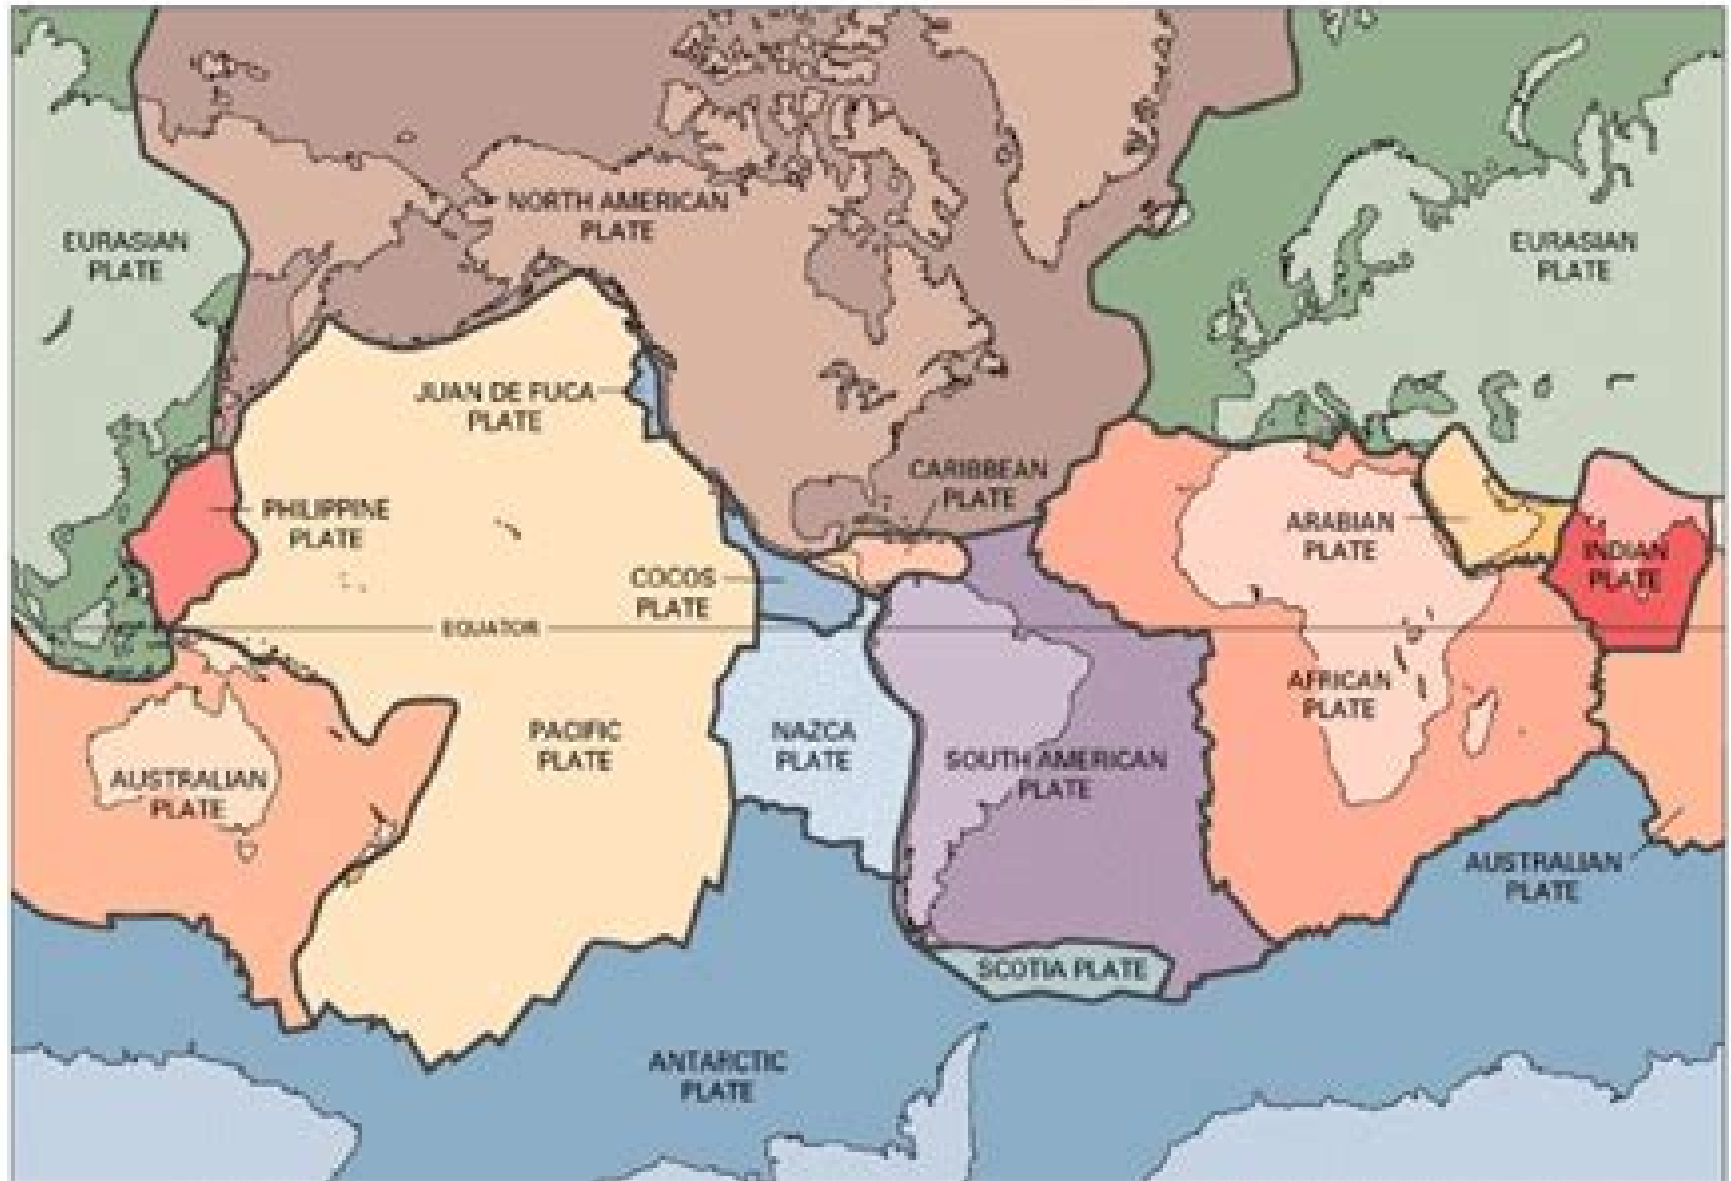 NORTH AMERICAN
PLATE
EURASIAN
PLATE
EURASIAN
PLATE
JUAN DE FUCA
PLATE
CARIBBEAN
PLATE
PHILIPPINE
PLATE
ARABIAN
PLATE
INDIAN
PLATE
COCOS
PLATE
EQUATOR
AFRICAN
PLATE
PACIFIC
PLATE
NAZCA
PLATE
SOUTH AMERICAN
PLATE
AUSTRALIAN
PLATE
AUSTRALIAN
PLATE
SCOTIA PLATE
ANTARCTIC
PLATE